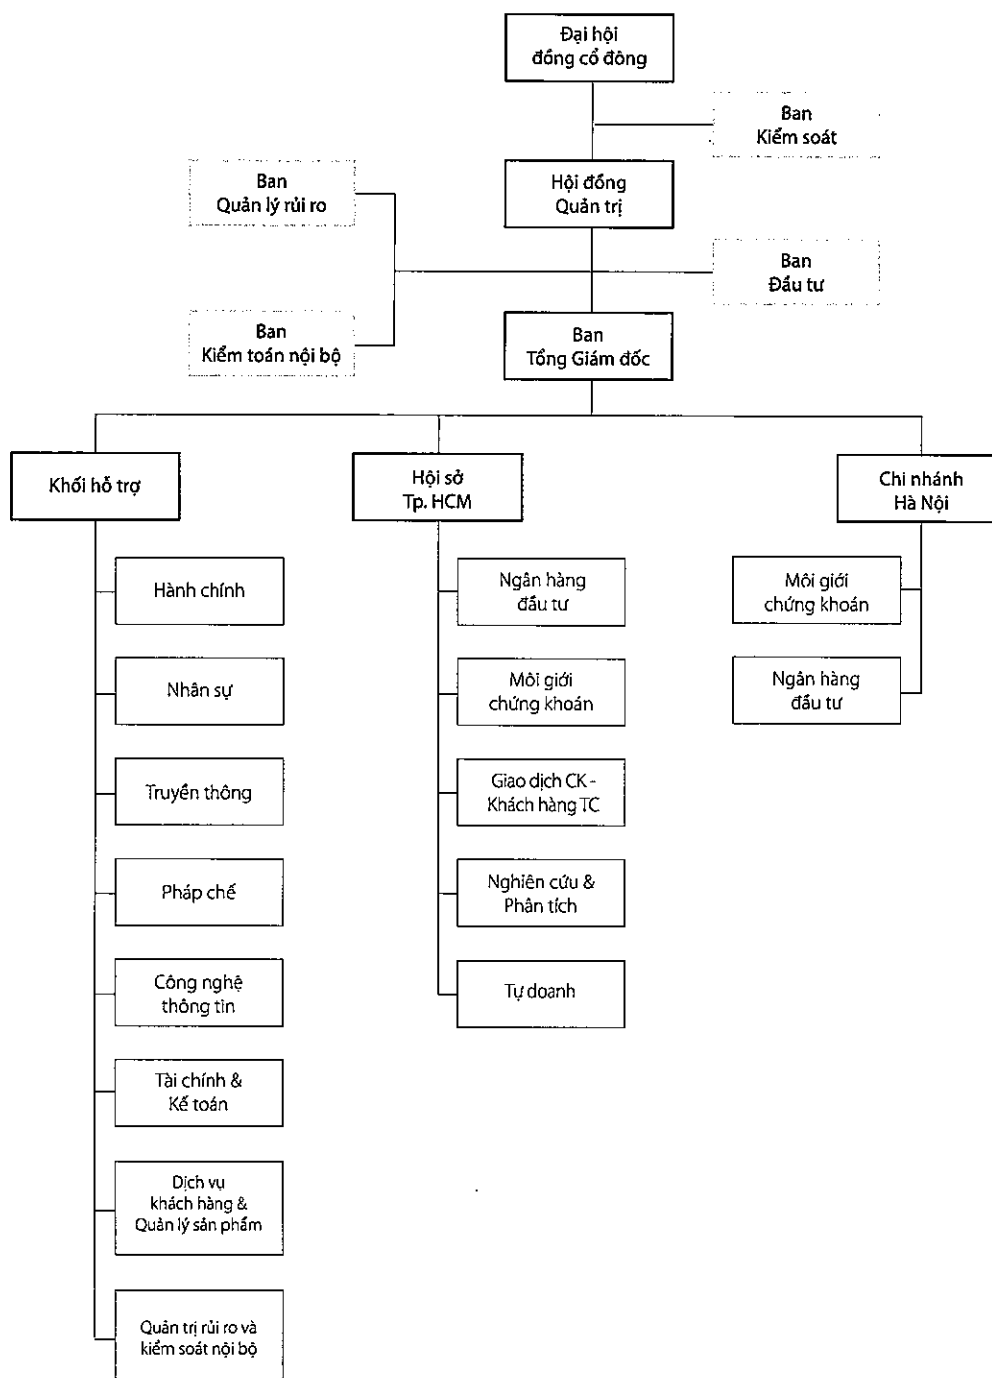 Đại hội
đồng cổ đông
Ban
Kiểm soát
Ban
Quản lý rủi ro
Hội đồng
Quản trị
Ban
Đầu tư
Ban
Kiểm toán nội bộ
Ban
Tổng Giám đốc
Khối hỗ trợ
Hội sở
Tp. HCM
Chi nhánh
Hà Nội
Hành chính
Nhân sự
Truyền thông
Pháp chế
Công nghệ
thông tin
Tài chính &
Kế toán
Dịch vụ
khách hàng &
Quản lý sản phẩm
Quản trị rủi ro và
kiểm soát nội bộ
Ngân hàng
đầu tư
Môi giới
chứng khoán
Giao dịch CK -
Khách hàng TC
Nghiên cứu &
Phân tích
Tự doanh
Môi giới
chứng khoán
Ngân hàng
đầu tư